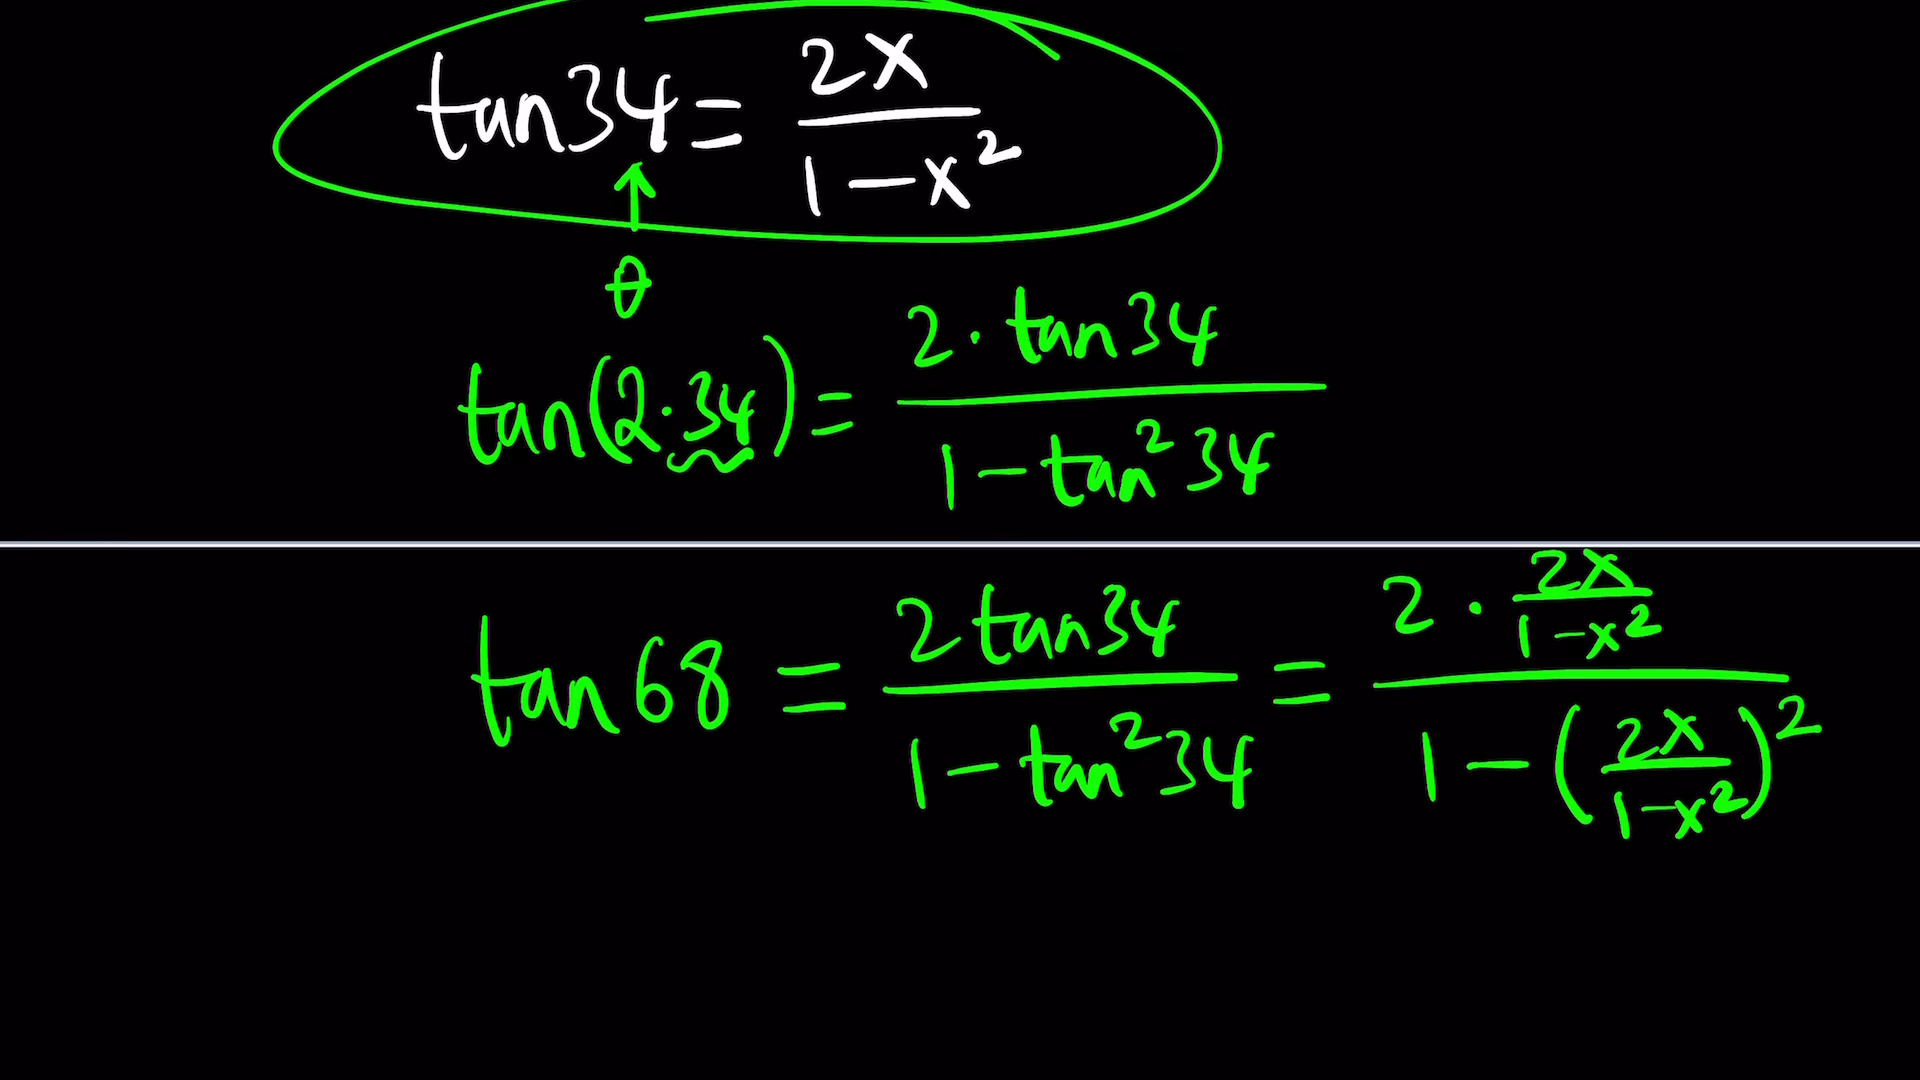 tan34 = 2x/(1-x²)
θ
tan(2·34) = (2·tan34)/(1-tan²34)
tan68 = (2tan34)/(1-tan²34) = (2·2x/(1-x²))/(1-(2x/(1-x²))²)